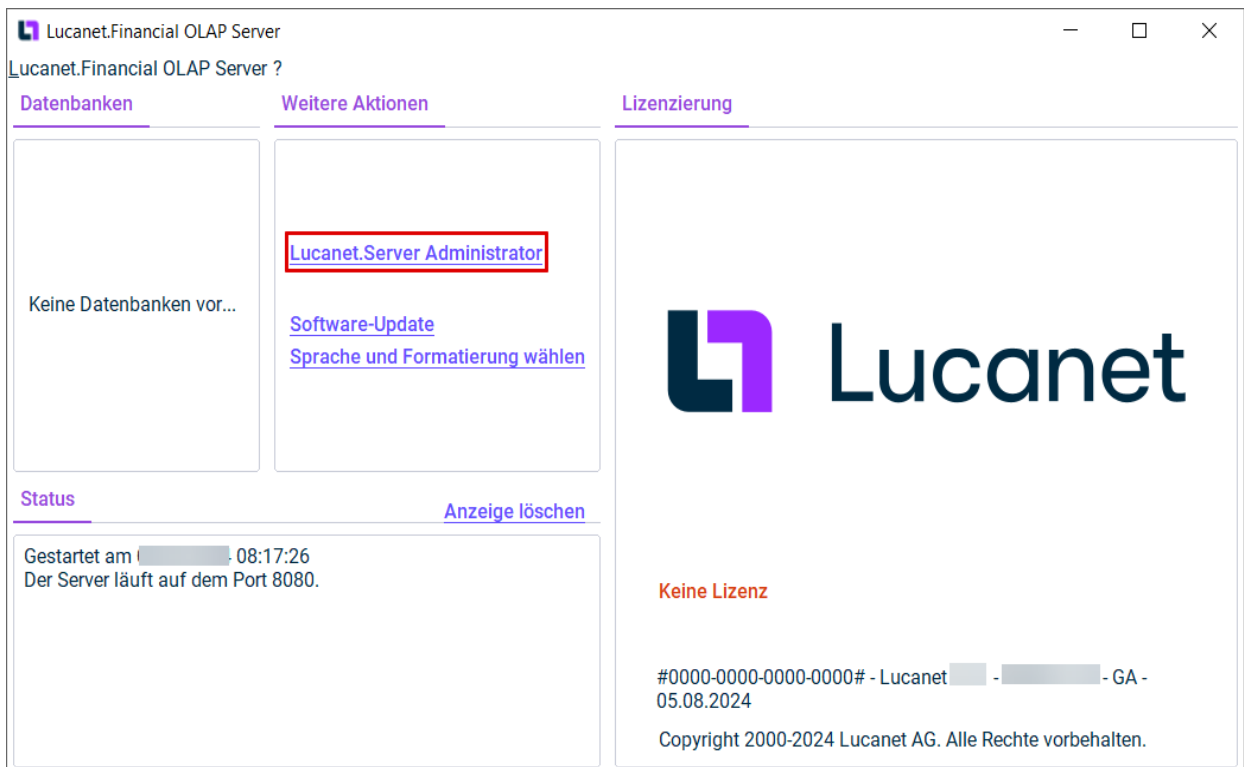 Lucanet.Financial OLAP Server
Lucanet.Financial OLAP Server ?
Datenbanken
Weitere Aktionen
Lizenzierung
Keine Datenbanken vor...
Lucanet.Server Administrator
Software-Update
Sprache und Formatierung wählen
Lucanet
Status
Anzeige löschen
Gestartet am 08:17:26
Der Server läuft auf dem Port 8080.
Keine Lizenz
#0000-0000-0000-0000# - Lucanet - - GA -
05.08.2024
Copyright 2000-2024 Lucanet AG. Alle Rechte vorbehalten.